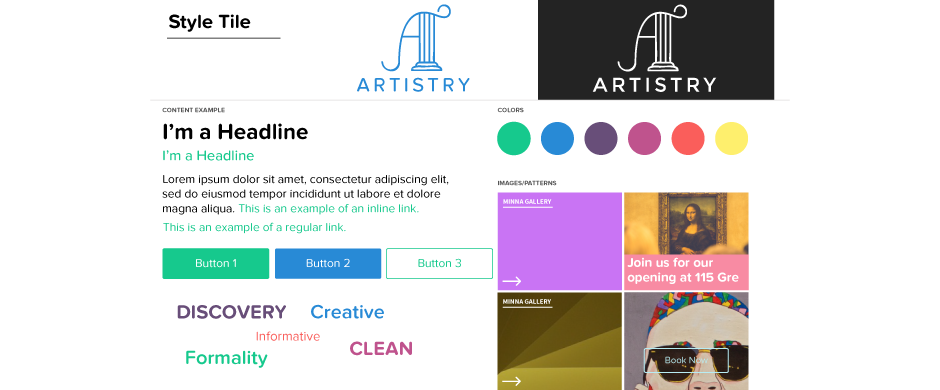 Style Tile
ARTISTRY
ARTISTRY
CONTENT EXAMPLE
I'm a Headline
I'm a Headline
Lorem ipsum dolor sit amet, consectetur adipiscing elit,
sed do eiusmod tempor incididunt ut labore et dolore
magna aliqua. This is an example of an inline link.
This is an example of a regular link.
Button 1
Button 2
Button 3
DISCOVERY
Creative
Informative
Formality
CLEAN
COLORS
IMAGES/PATTERNS
MINNA GALLERY
Join us for our
opening at 115 Gre
MINNA GALLERY
Book Now